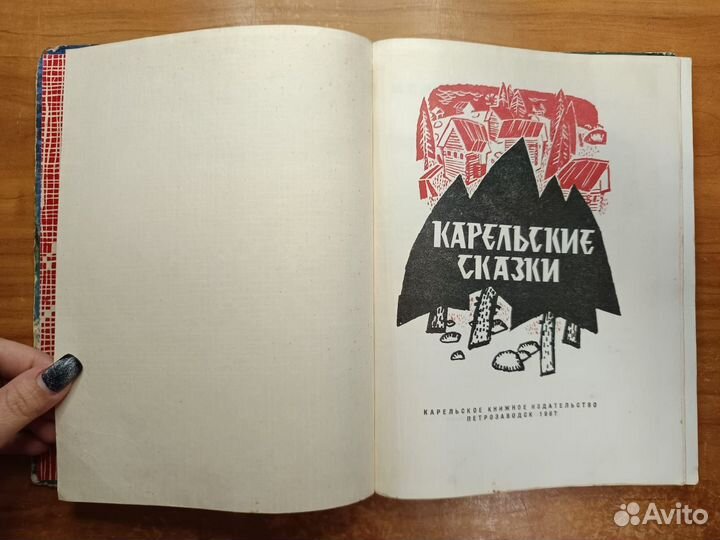 КАРЕЛЬСКИЕ
СКАЗКИ
КАРЕЛЬСКОЕ КНИЖНОЕ ИЗДАТЕЛЬСТВО
ПЕТРОЗАВОДСК 1967
Avito